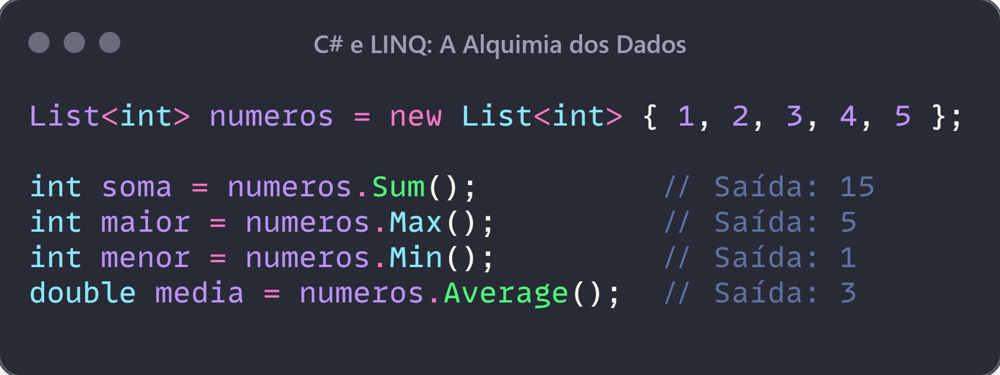 C# e LINQ: A Alquimia dos Dados
List<int> numeros = new List<int> { 1, 2, 3, 4, 5 };
int soma = numeros.Sum();          // Saída: 15
int maior = numeros.Max();         // Saída: 5
int menor = numeros.Min();         // Saída: 1
double media = numeros.Average();  // Saída: 3